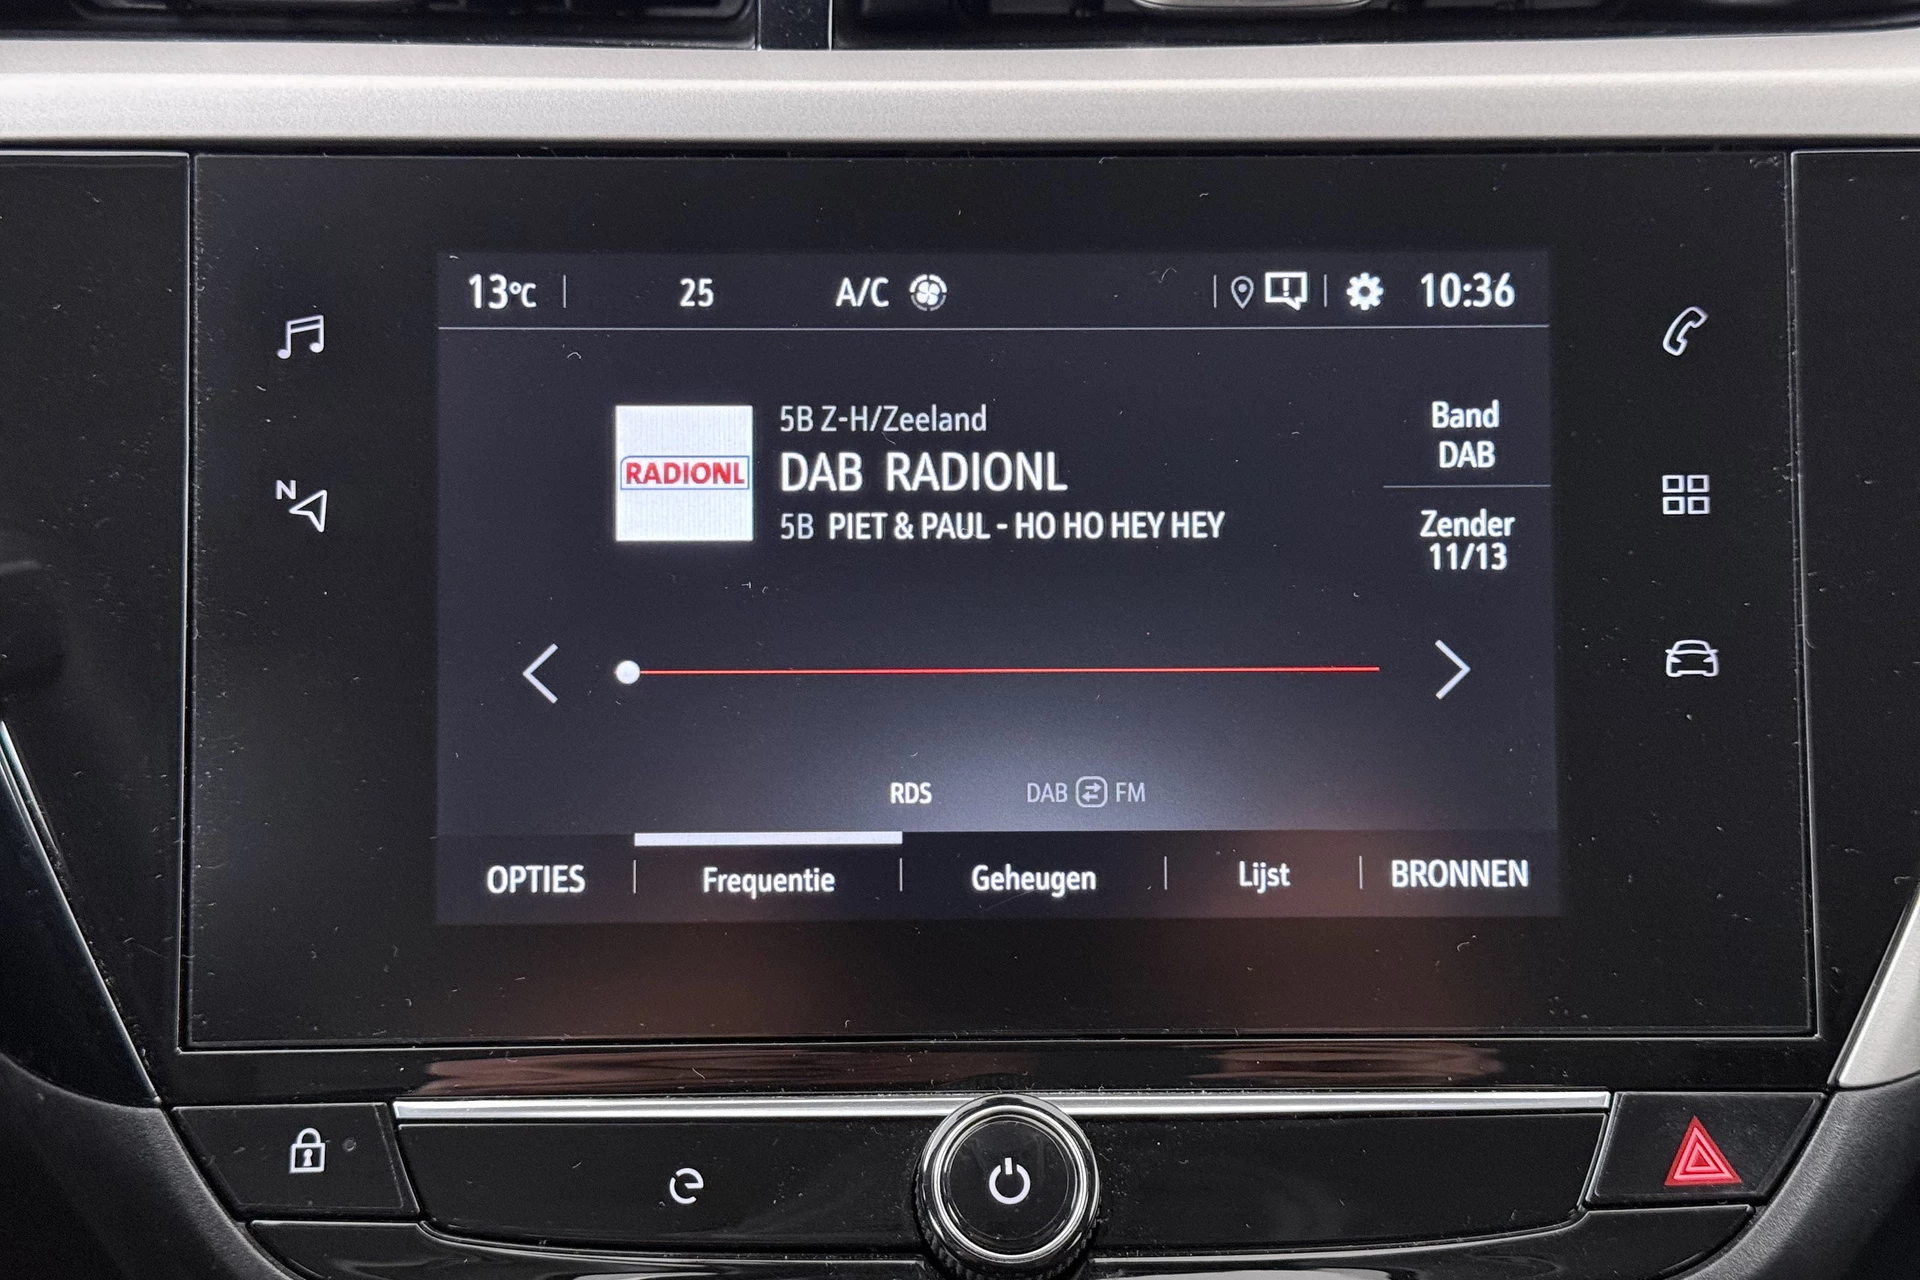 13°C 25 A/C 10:36
5B Z-H/Zeeland
RADIONL
DAB RADIONL
5B PIET & PAUL - HO HO HEY HEY
Band
DAB
Zender
11/13
N
RDS DAB FM
OPTIES Frequentie Geheugen Lijst BRONNEN